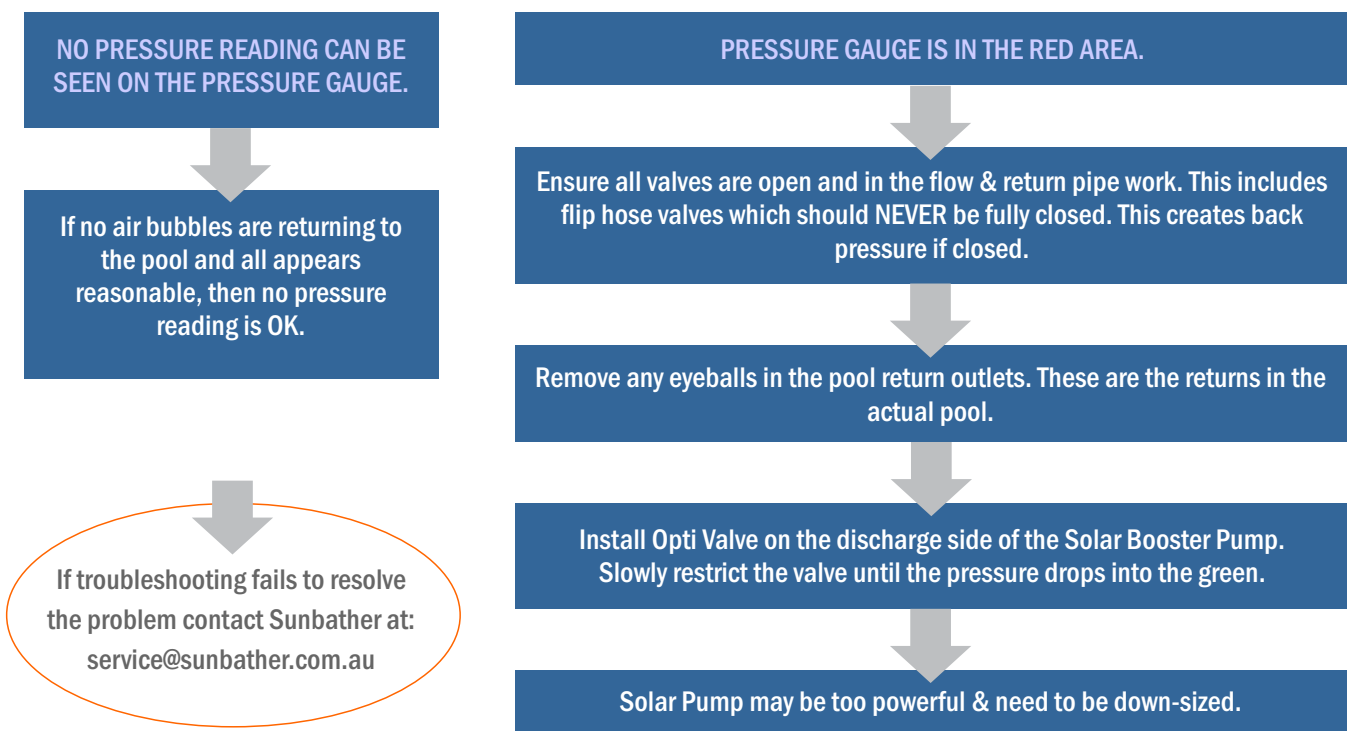 NO PRESSURE READING CAN BE
SEEN ON THE PRESSURE GAUGE.
If no air bubbles are returning to
the pool and all appears
reasonable, then no pressure
reading is OK.
If troubleshooting fails to resolve
the problem contact Sunbather at:
service@sunbather.com.au
PRESSURE GAUGE IS IN THE RED AREA.
Ensure all valves are open and in the flow & return pipe work. This includes
flip hose valves which should NEVER be fully closed. This creates back
pressure if closed.
Remove any eyeballs in the pool return outlets. These are the returns in the
actual pool.
Install Opti Valve on the discharge side of the Solar Booster Pump.
Slowly restrict the valve until the pressure drops into the green.
Solar Pump may be too powerful & need to be down-sized.